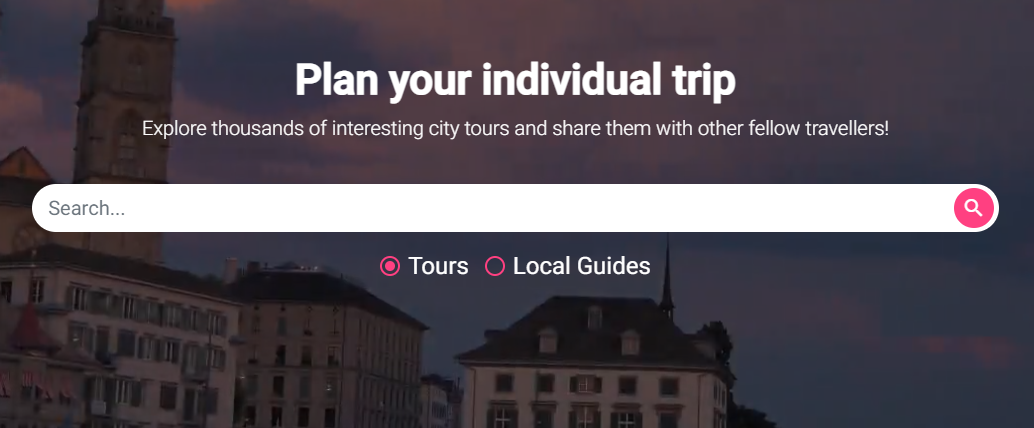 Plan your individual trip
Explore thousands of interesting city tours and share them with other fellow travellers!
Search...
Tours Local Guides